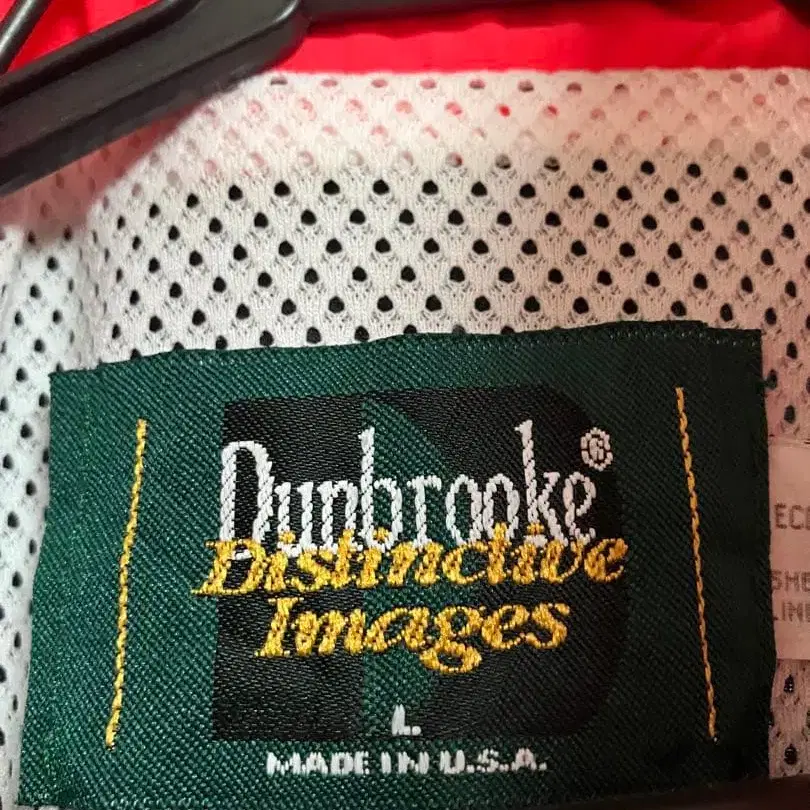 Dunbrooke®
Distinctive
Images
L.
MADE IN U.S.A.